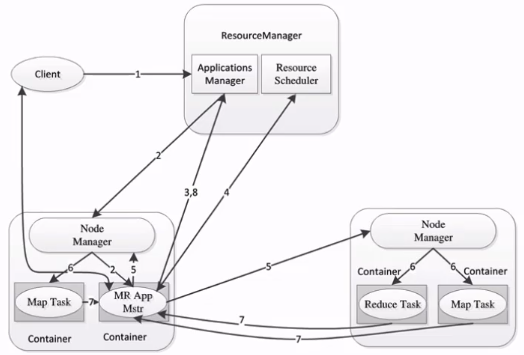 ResourceManager
Client
1
Applications
Manager
Resource
Scheduler
2
3,8
4
Node
Manager
6
2
5
Map Task
7
MR App
Mstr
Container
Container
5
Node
Manager
6
6
Container
Container
Reduce Task
Map Task
7
7